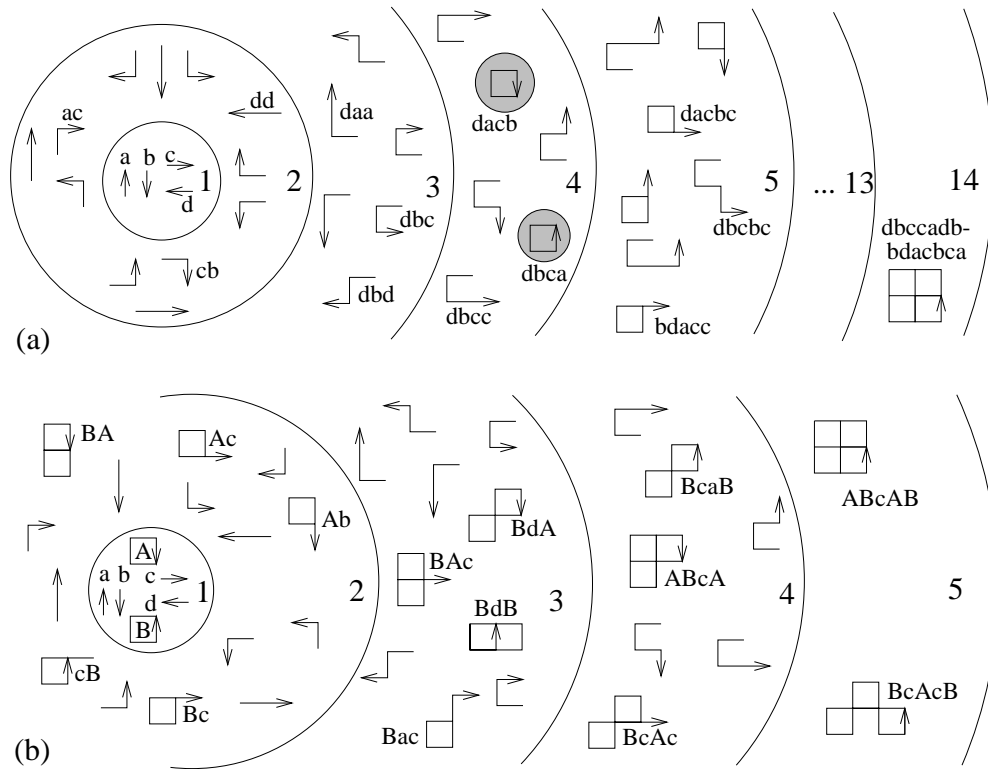 dd
ac
a b c
d
1
2
cb
(a)
daa
dbc
dbd
3
dacb
dbca
dbcc
4
dacbc
dbcbc
bdacc
5
... 13
14
dbccadb-
bdacbca
BA
Ac
Ab
A
a b c
d
B
1
2
cB
Bc
(b)
BdA
BAc
BdB
Bac
3
BcaB
ABcA
BcAc
4
ABcAB
5
BcAcB